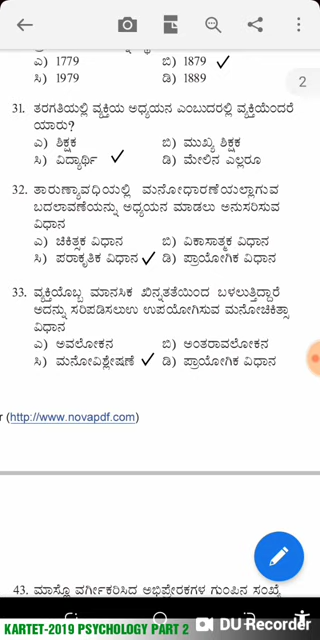 ಎ) 1779 ಬಿ) 1879
ಸಿ) 1979 ಡಿ) 1889
2
31. ತರಗತಿಯಲ್ಲಿ ವ್ಯಕ್ತಿಯ ಅಧ್ಯಯನ ಎಂಬುದರಲ್ಲಿ ವ್ಯಕ್ತಿಯೆಂದರೆ
ಯಾರು?
ಎ) ಶಿಕ್ಷಕ ಬಿ) ಮುಖ್ಯ ಶಿಕ್ಷಕ
ಸಿ) ವಿದ್ಯಾರ್ಥಿ ಡಿ) ಮೇಲಿನ ಎಲ್ಲರೂ
32. ತಾರುಣ್ಯಾವಧಿಯಲ್ಲಿ ಮನೋಧಾರಣೆಯಲ್ಲಾಗುವ
ಬದಲಾವಣೆಯನ್ನು ಅಧ್ಯಯನ ಮಾಡಲು ಅನುಸರಿಸುವ
ವಿಧಾನ
ಎ) ಚಿಕಿತ್ಸಕ ವಿಧಾನ ಬಿ) ವಿಕಾಸಾತ್ಮಕ ವಿಧಾನ
ಸಿ) ಪರಾಕೃತಿಕ ವಿಧಾನ ಡಿ) ಪ್ರಾಯೋಗಿಕ ವಿಧಾನ
33. ವ್ಯಕ್ತಿಯೊಬ್ಬ ಮಾನಸಿಕ ಖಿನ್ನತತೆಯಿಂದ ಬಳಲುತ್ತಿದ್ದಾರೆ
ಅದನ್ನು ಸರಿಪಡಿಸಲುಉ ಉಪಯೋಗಿಸುವ ಮನೋಚಿಕಿತ್ಸಾ
ವಿಧಾನ
ಎ) ಅವಲೋಕನ ಬಿ) ಅಂತರಾವಲೋಕನ
ಸಿ) ಮನೋವಿಶ್ಲೇಷಣೆ ಡಿ) ಪ್ರಾಯೋಗಿಕ ವಿಧಾನ
r (http://www.novapdf.com)
43. ಮಾಸ್ಲೊ ವರ್ಗೀಕರಿಸಿದ ಅಭಿಪ್ರೇರಕಗಳ ಗುಂಪಿನ ಸಂಖ್ಯೆ
KARTET-2019 PSYCHOLOGY PART 2 DU Recorder